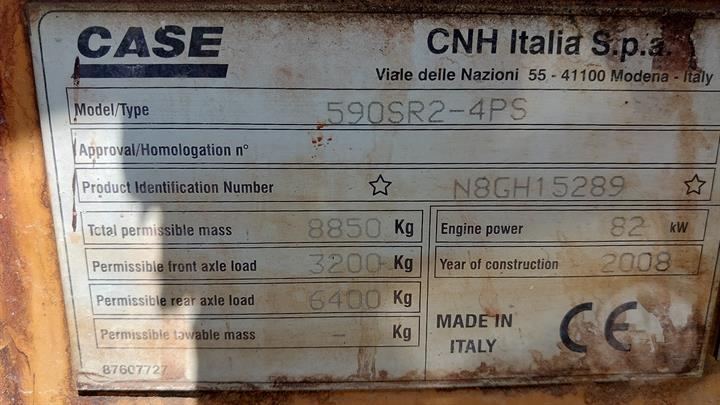 CASE
CNH Italia S.p.a.
Viale delle Nazioni 55 - 41100 Modena - Italy
Model/Type 590SR2-4PS
Approval/Homologation n°
Product Identification Number ☆ N8GH15289 ☆
Total permissible mass 8850 Kg
Permissible front axle load 3200 Kg
Permissible rear axle load 6400 Kg
Permissible towable mass - Kg
Engine power 82 kW
Year of construction 2008
MADE IN
ITALY
CE
87607727